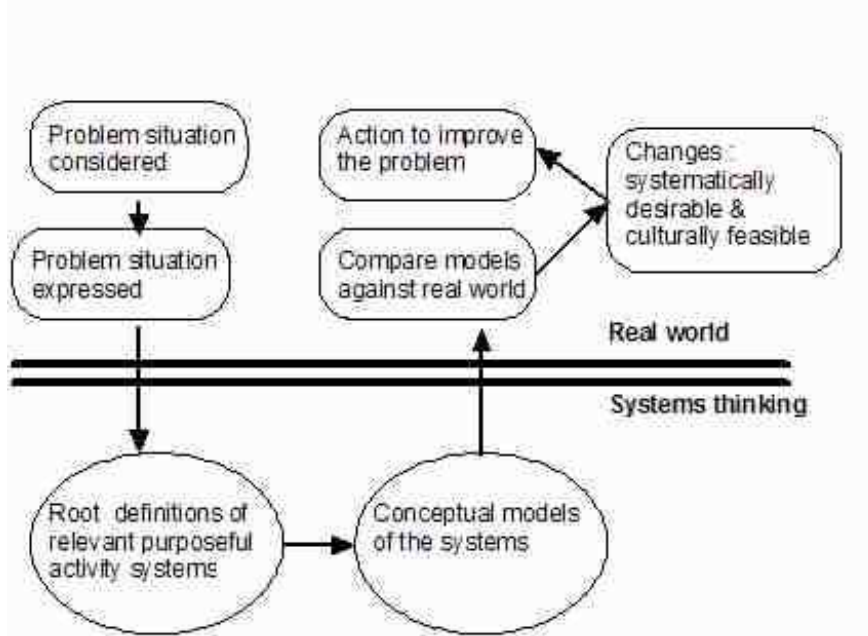 Problem situation
considered
Problem situation
expressed
Root definitions of
relevant purposeful
activity systems
Conceptual models
of the systems
Compare models
against real world
Changes :
systematically
desirable &
culturally feasible
Action to improve
the problem
Real world
Systems thinking